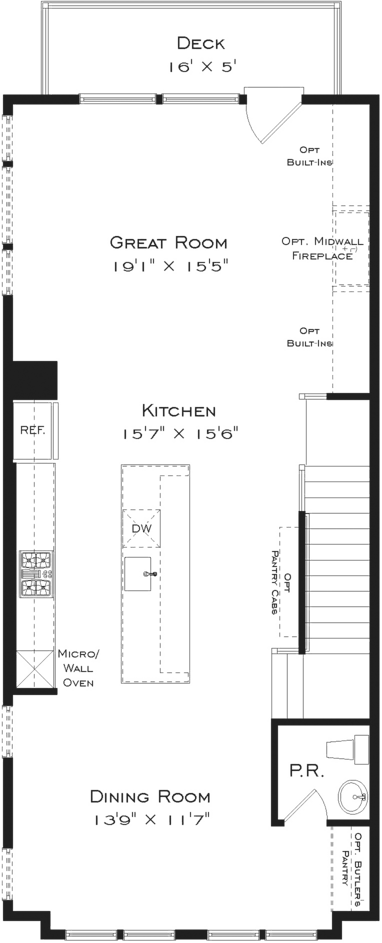 DECK
16' × 5'
OPT
BUILT-INS
GREAT ROOM
19'1" × 15'5"
OPT. MIDWALL
FIREPLACE
OPT
BUILT-INS
KITCHEN
15'7" × 15'6"
REF.
DW
OPT
PANTRY CABS
MICRO/
WALL
OVEN
P.R.
DINING ROOM
13'9" × 11'7"
OPT. BUTLER'S
PANTRY